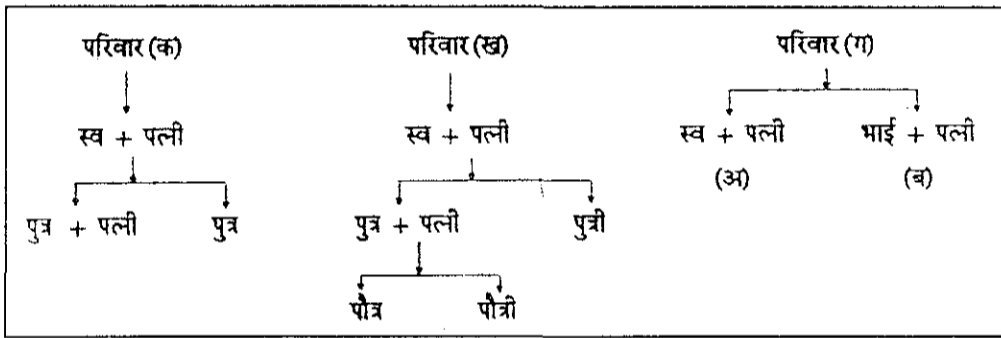 परिवार (क) परिवार (ख) परिवार (ग)
स्व + पत्नी स्व + पत्नी स्व + पत्नी भाई + पत्नी
(अ) (ब)
पुत्र + पत्नी पुत्र पुत्र + पत्नी पुत्री
पौत्र पौत्री